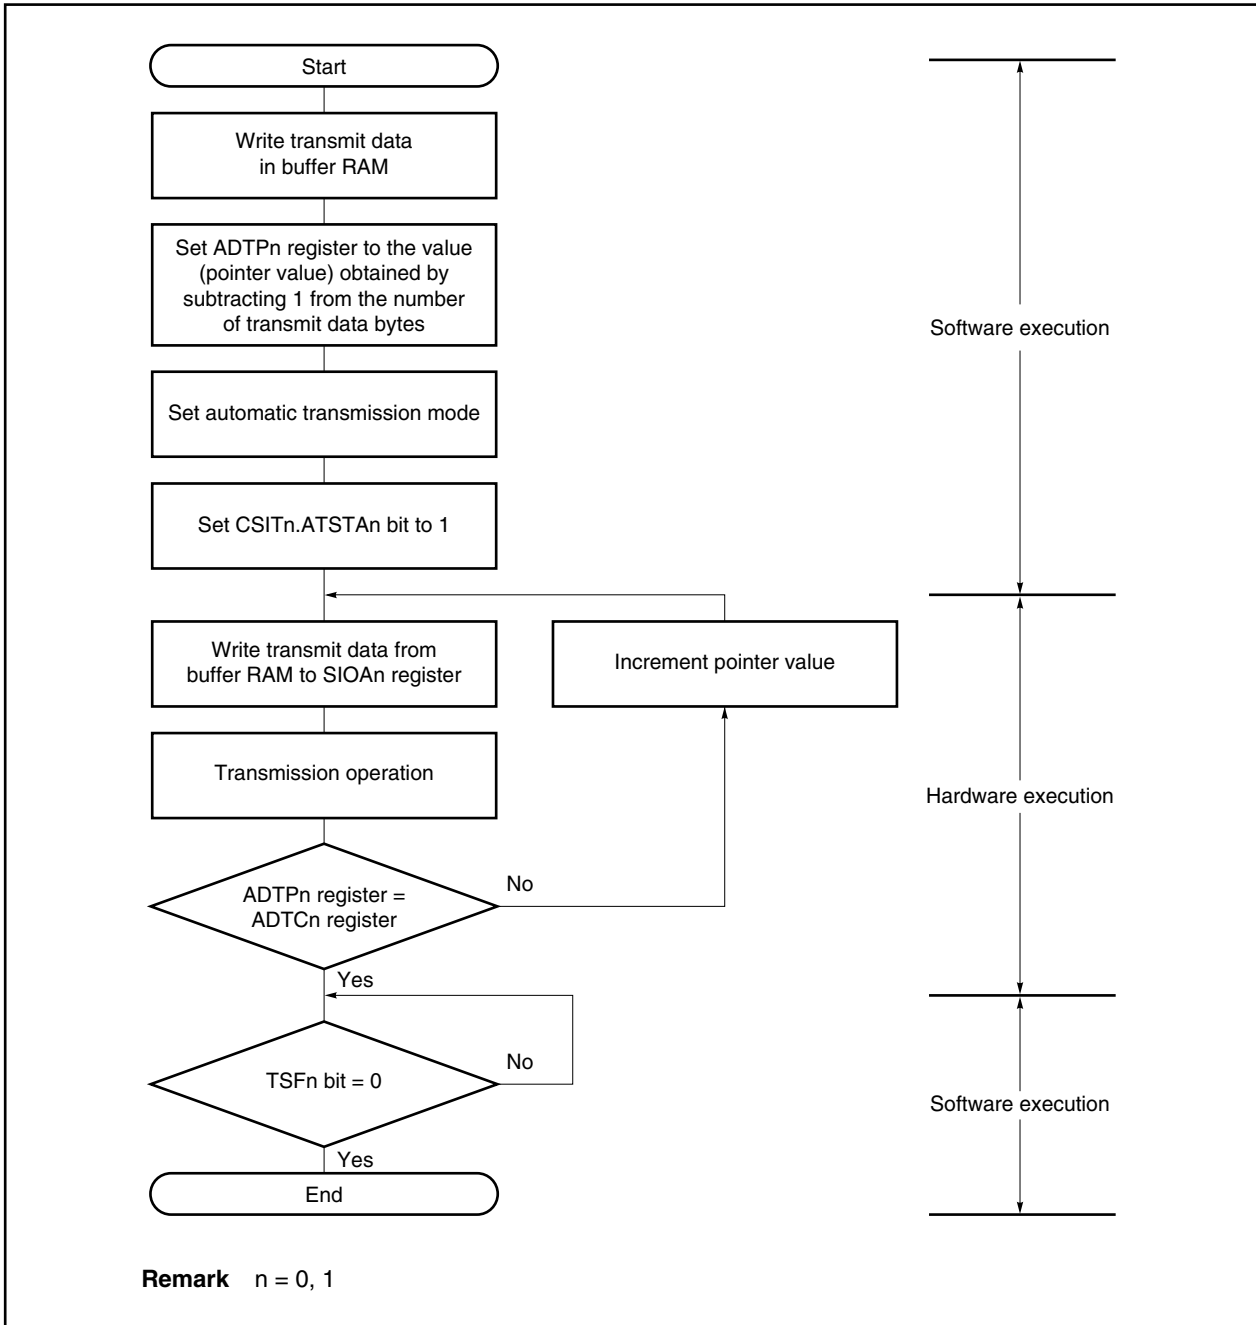 Start
Write transmit data
in buffer RAM
Set ADTPn register to the value
(pointer value) obtained by
subtracting 1 from the number
of transmit data bytes
Software execution
Set automatic transmission mode
Set CSITn.ATSTAn bit to 1
Write transmit data from
buffer RAM to SIOAn register
Increment pointer value
Transmission operation
Hardware execution
ADTPn register =
ADTCn register
No
Yes
TSFn bit = 0
No
Software execution
Yes
End
Remark n = 0, 1